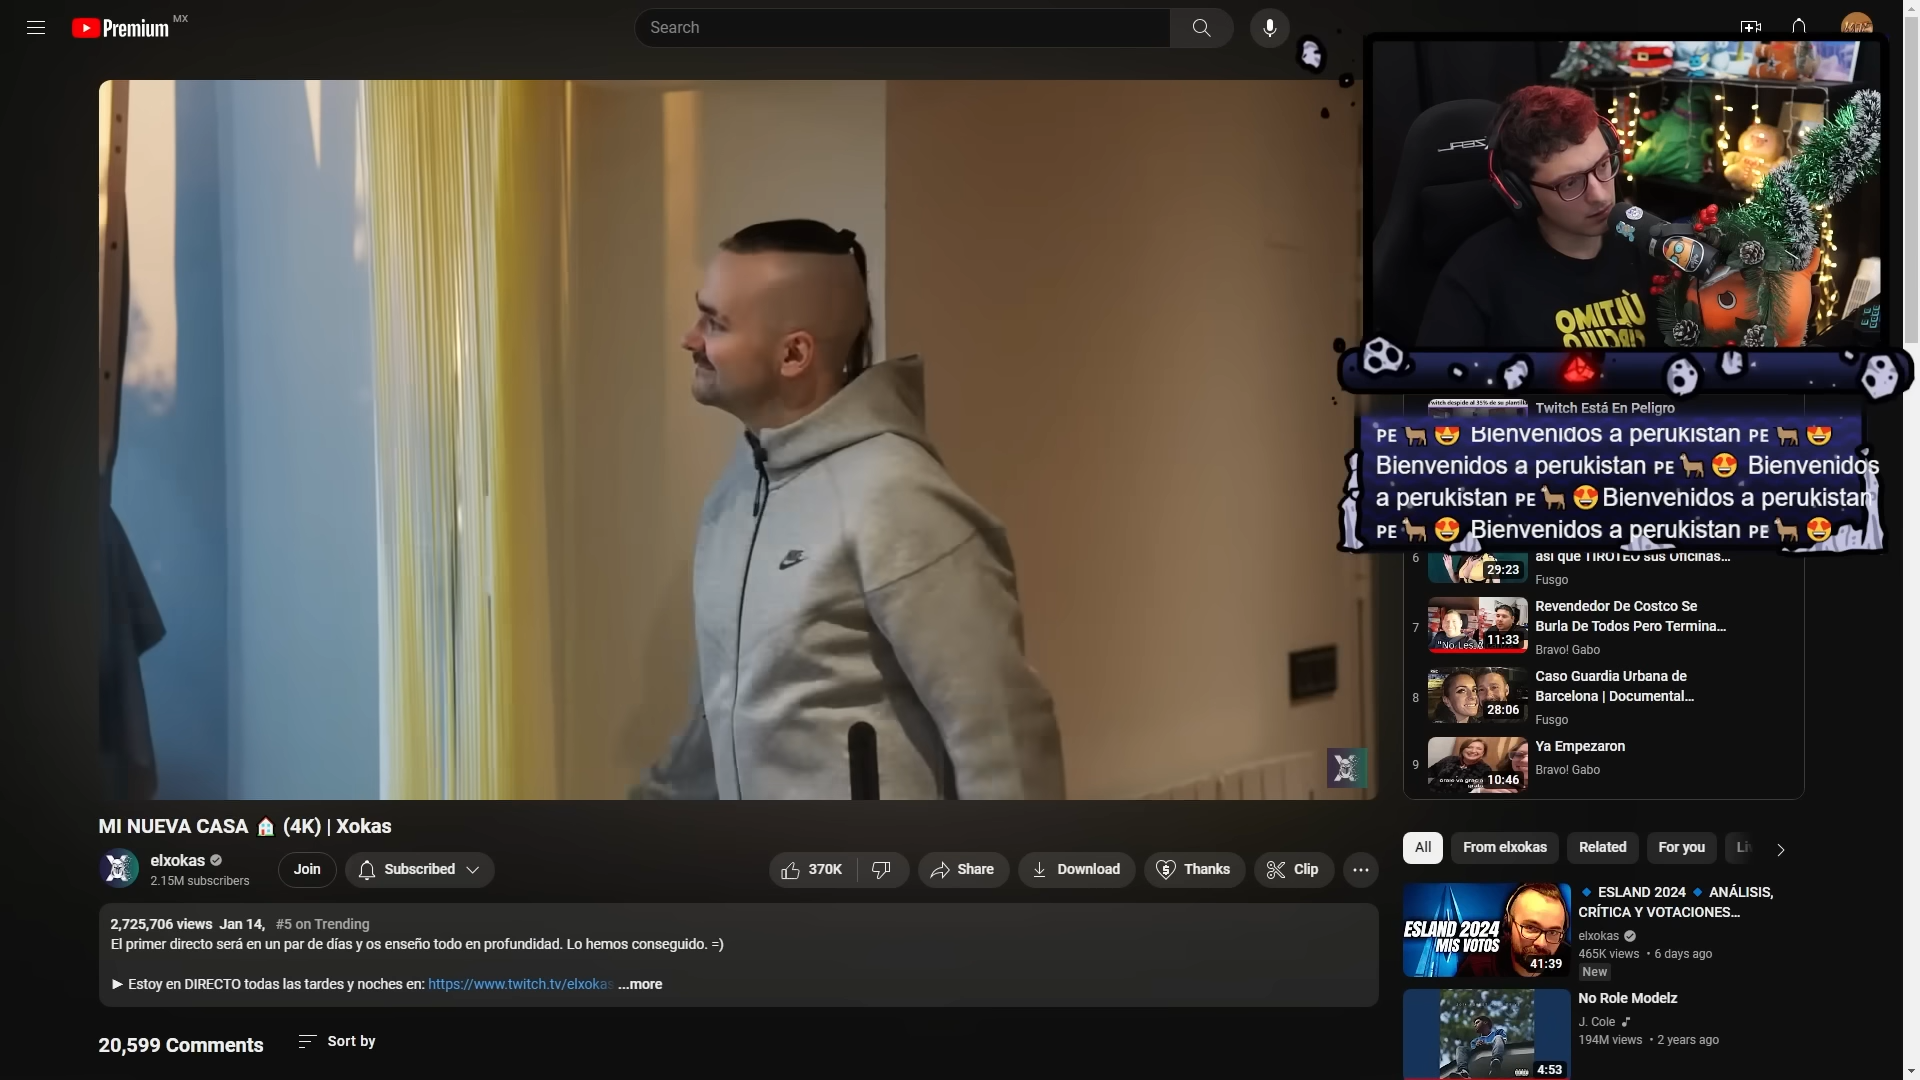 Premium MX
Search
ÚLTIMO
CÍRCULO
Twitch Está En Peligro
PE 🐐 😍 Bienvenidos a perukistan PE 🐐 😍
Bienvenidos a perukistan PE 🐐 😍 Bienvenidos
a perukistan PE 🐐 😍 Bienvenidos a perukistan
PE 🐐 😍 Bienvenidos a perukistan PE 🐐 😍
6
29:23
así que TIROTEÓ sus Oficinas...
Fusgo
7
11:33
Revendedor De Costco Se
Burla De Todos Pero Termina...
Bravo! Gabo
8
28:06
Caso Guardia Urbana de
Barcelona | Documental...
Fusgo
9
10:46
Ya Empezaron
Bravo! Gabo
MI NUEVA CASA 🏠 (4K) | Xokas
elxokas
2.15M subscribers
Join
Subscribed
370K
Share
Download
Thanks
Clip
2,725,706 views Jan 14, #5 on Trending
El primer directo será en un par de días y os enseño todo en profundidad. Lo hemos conseguido. =)
► Estoy en DIRECTO todas las tardes y noches en: https://www.twitch.tv/elxokas ...more
20,599 Comments
Sort by
All
From elxokas
Related
For you
ESLAND 2024
MIS VOTOS
41:39
🔹 ESLAND 2024 🔹 ANÁLISIS,
CRÍTICA Y VOTACIONES...
elxokas
465K views • 6 days ago
New
4:53
No Role Modelz
J. Cole
194M views • 2 years ago